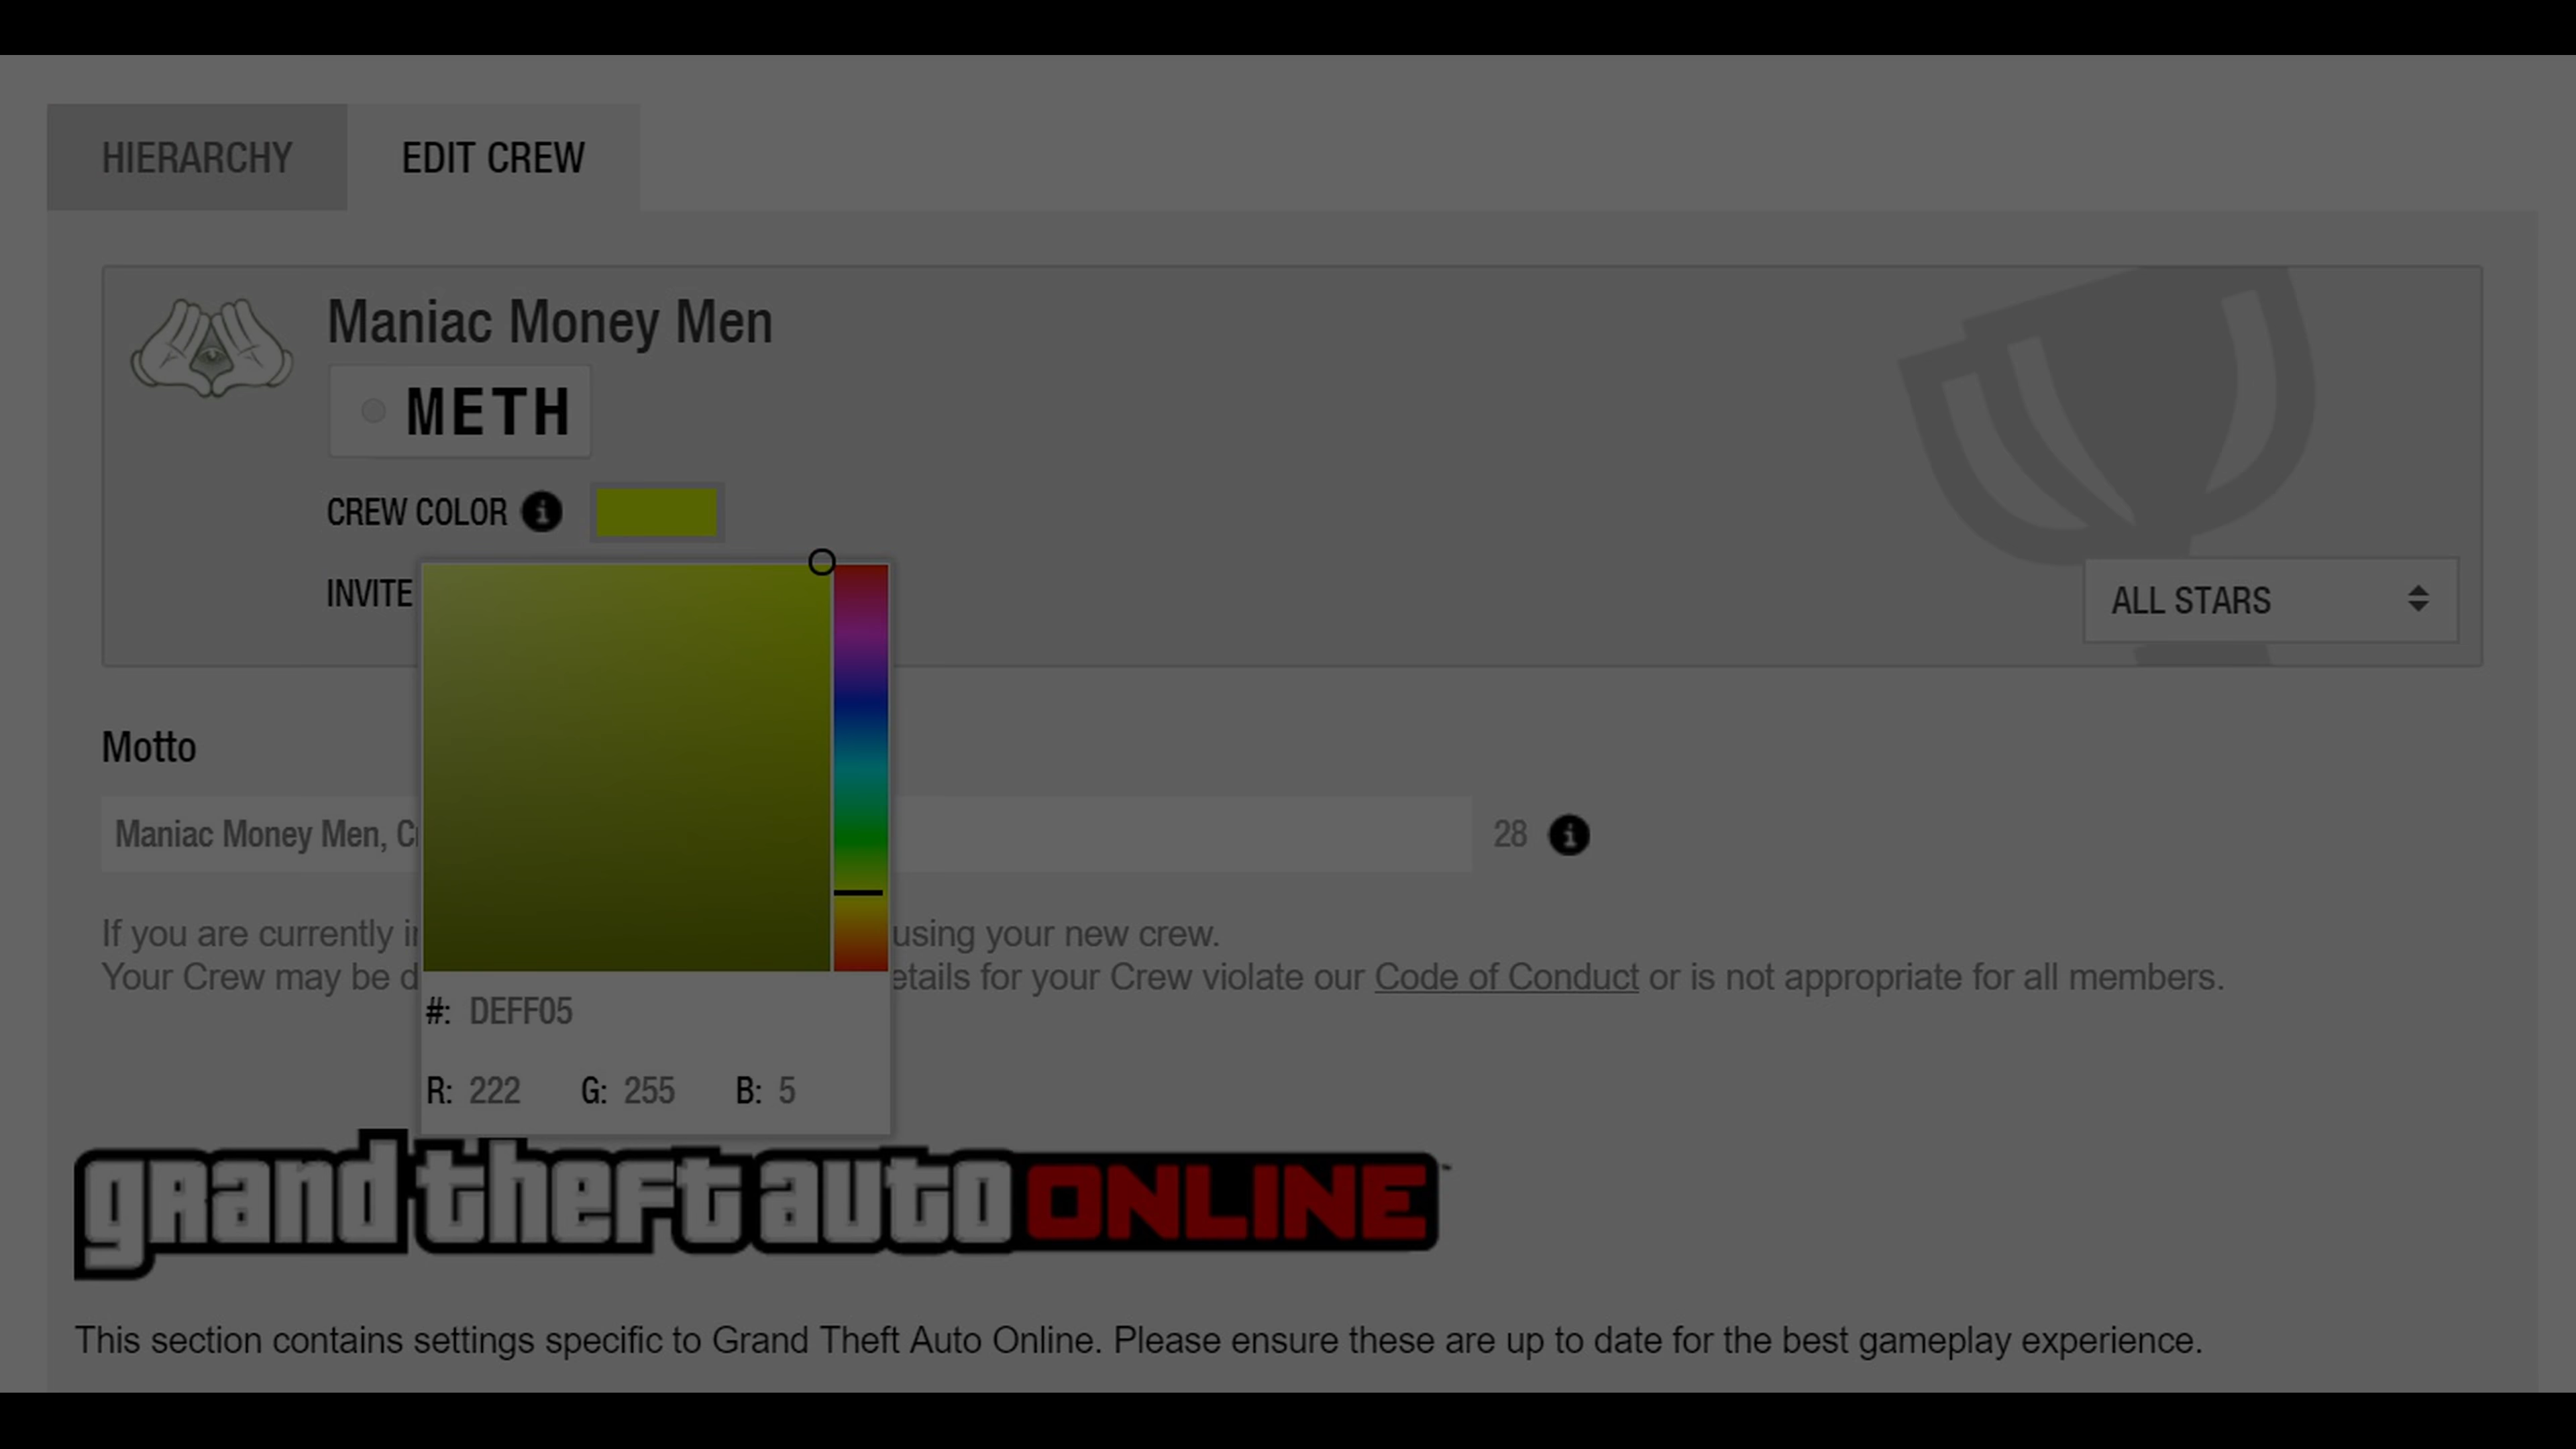 HIERARCHY EDIT CREW
Maniac Money Men
METH
CREW COLOR
INVITE
ALL STARS
Motto
Maniac Money Men,
28
If you are currently using your new crew.
Your Crew may be etails for your Crew violate our Code of Conduct or is not appropriate for all members.
#: DEFF05
R: 222 G: 255 B: 5
grand theft auto ONLINE
This section contains settings specific to Grand Theft Auto Online. Please ensure these are up to date for the best gameplay experience.